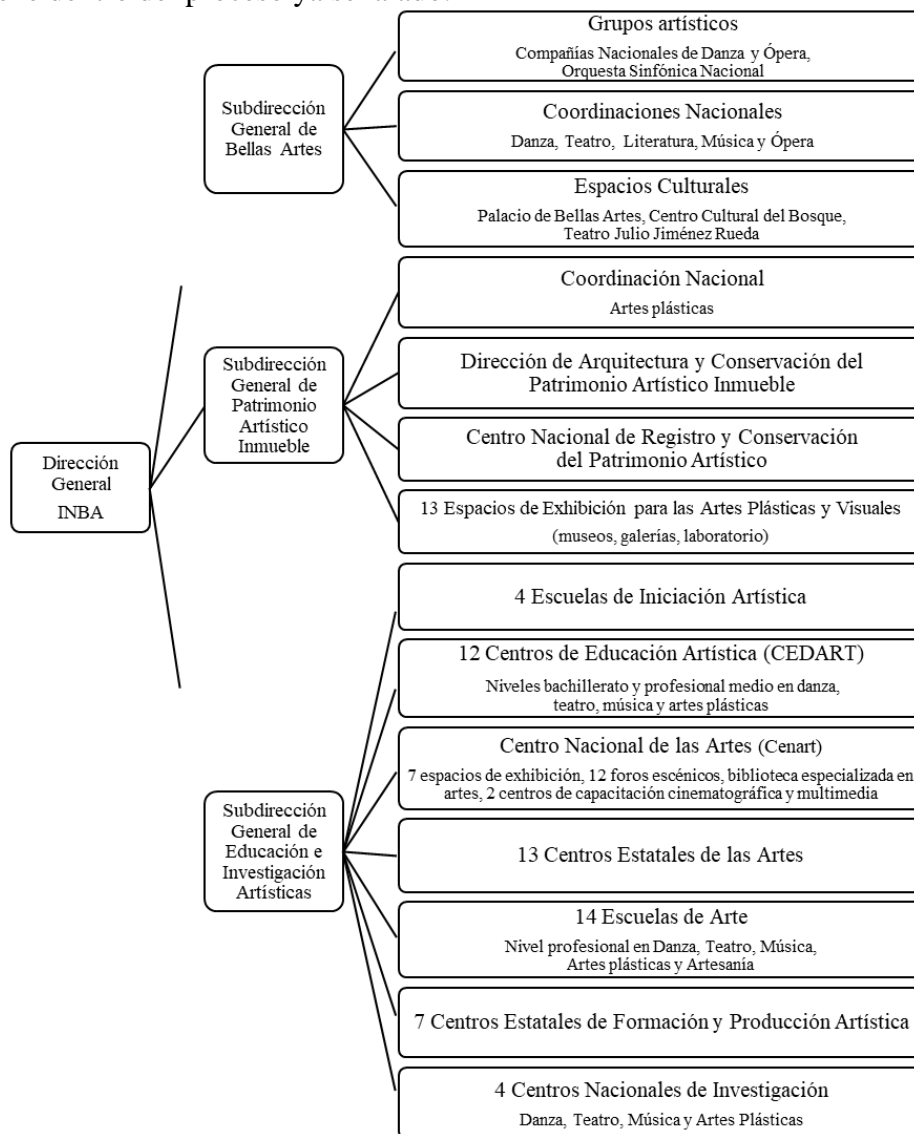 dentro del proceso ya señalado.
Grupos artísticos
Compañías Nacionales de Danza y Ópera,
Orquesta Sinfónica Nacional
Subdirección
General de
Bellas Artes
Coordinaciones Nacionales
Danza, Teatro, Literatura, Música y Ópera
Espacios Culturales
Palacio de Bellas Artes, Centro Cultural del Bosque,
Teatro Julio Jiménez Rueda
Coordinación Nacional
Artes plásticas
Subdirección
General de
Patrimonio
Artístico
Inmueble
Dirección de Arquitectura y Conservación del
Patrimonio Artístico Inmueble
Centro Nacional de Registro y Conservación
del Patrimonio Artístico
Dirección
General
INBA
13 Espacios de Exhibición para las Artes Plásticas y Visuales
(museos, galerías, laboratorio)
4 Escuelas de Iniciación Artística
12 Centros de Educación Artística (CEDART)
Niveles bachillerato y profesional medio en danza,
teatro, música y artes plásticas
Centro Nacional de las Artes (Cenart)
7 espacios de exhibición, 12 foros escénicos, biblioteca especializada en
artes, 2 centros de capacitación cinematográfica y multimedia
Subdirección
General de
Educación e
Investigación
Artísticas
13 Centros Estatales de las Artes
14 Escuelas de Arte
Nivel profesional en Danza, Teatro, Música,
Artes plásticas y Artesanía
7 Centros Estatales de Formación y Producción Artística
4 Centros Nacionales de Investigación
Danza, Teatro, Música y Artes Plásticas